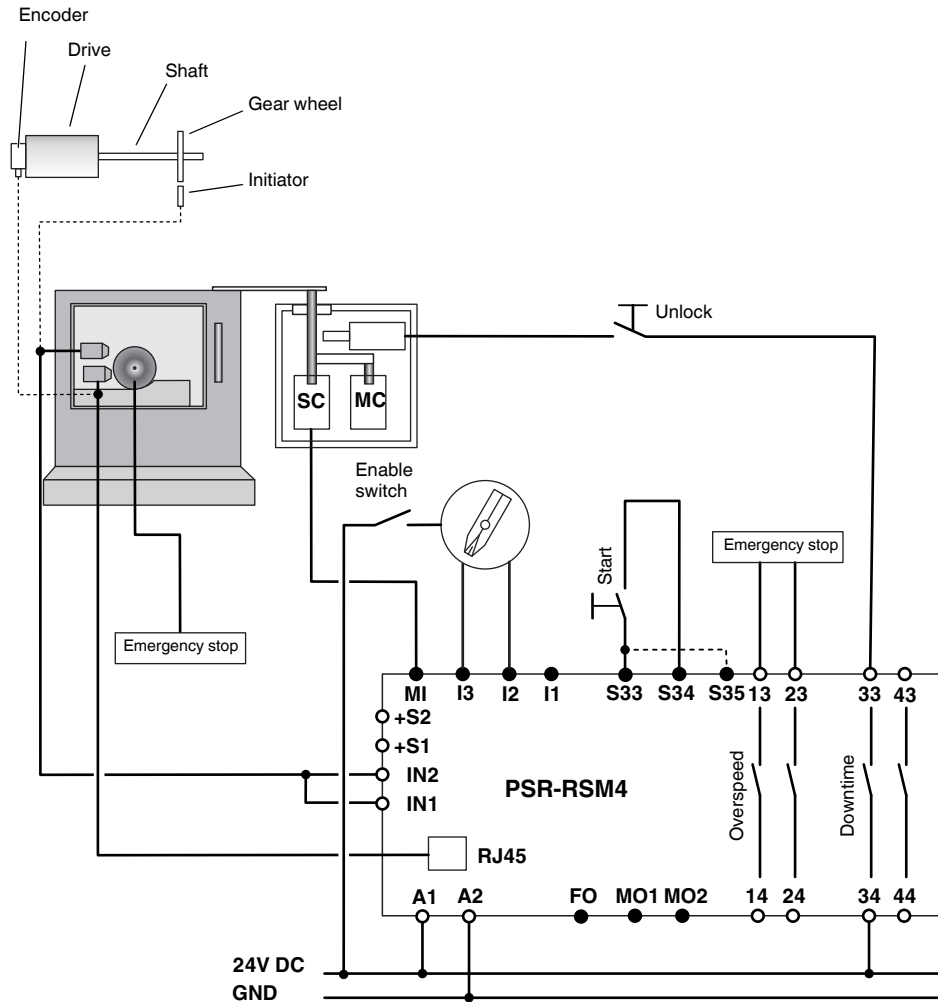 Encoder
Drive
Shaft
Gear wheel
Initiator
Unlock
SC
MC
Enable
switch
Start
Emergency stop
Emergency stop
MI
I3
I2
I1
S33
S34
S35
13
23
33
43
+S2
+S1
IN2
IN1
PSR-RSM4
Overspeed
Downtime
RJ45
A1
A2
FO
MO1
MO2
14
24
34
44
24V DC
GND